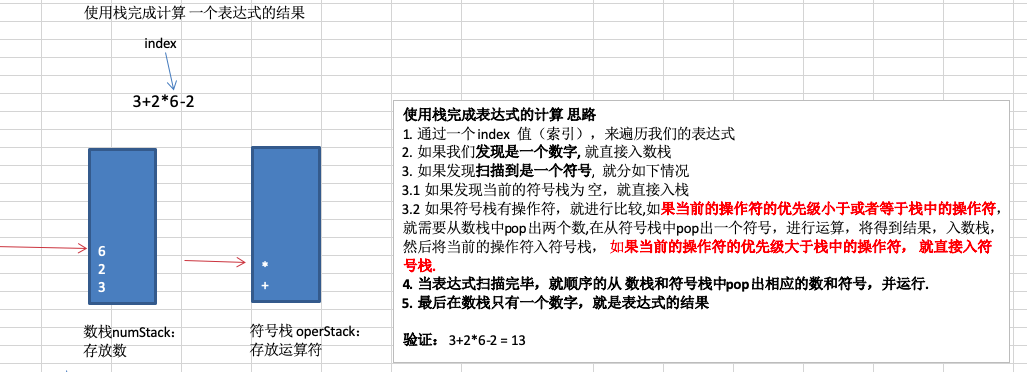 使用栈完成计算 一个表达式的结果
index
3+2*6-2
6
2
3
*
+
数栈numStack：
存放数
符号栈 operStack：
存放运算符
使用栈完成表达式的计算 思路
1. 通过一个 index 值（索引），来遍历我们的表达式
2. 如果我们发现是一个数字, 就直接入数栈
3. 如果发现扫描到是一个符号, 就分如下情况
3.1 如果发现当前的符号栈为 空，就直接入栈
3.2 如果符号栈有操作符，就进行比较,如果当前的操作符的优先级小于或者等于栈中的操作符，
就需要从数栈中pop出两个数,在从符号栈中pop出一个符号，进行运算，将得到结果，入数栈，
然后将当前的操作符入符号栈， 如果当前的操作符的优先级大于栈中的操作符， 就直接入符
号栈.
4. 当表达式扫描完毕，就顺序的从 数栈和符号栈中pop出相应的数和符号，并运行.
5. 最后在数栈只有一个数字，就是表达式的结果
验证： 3+2*6-2 = 13